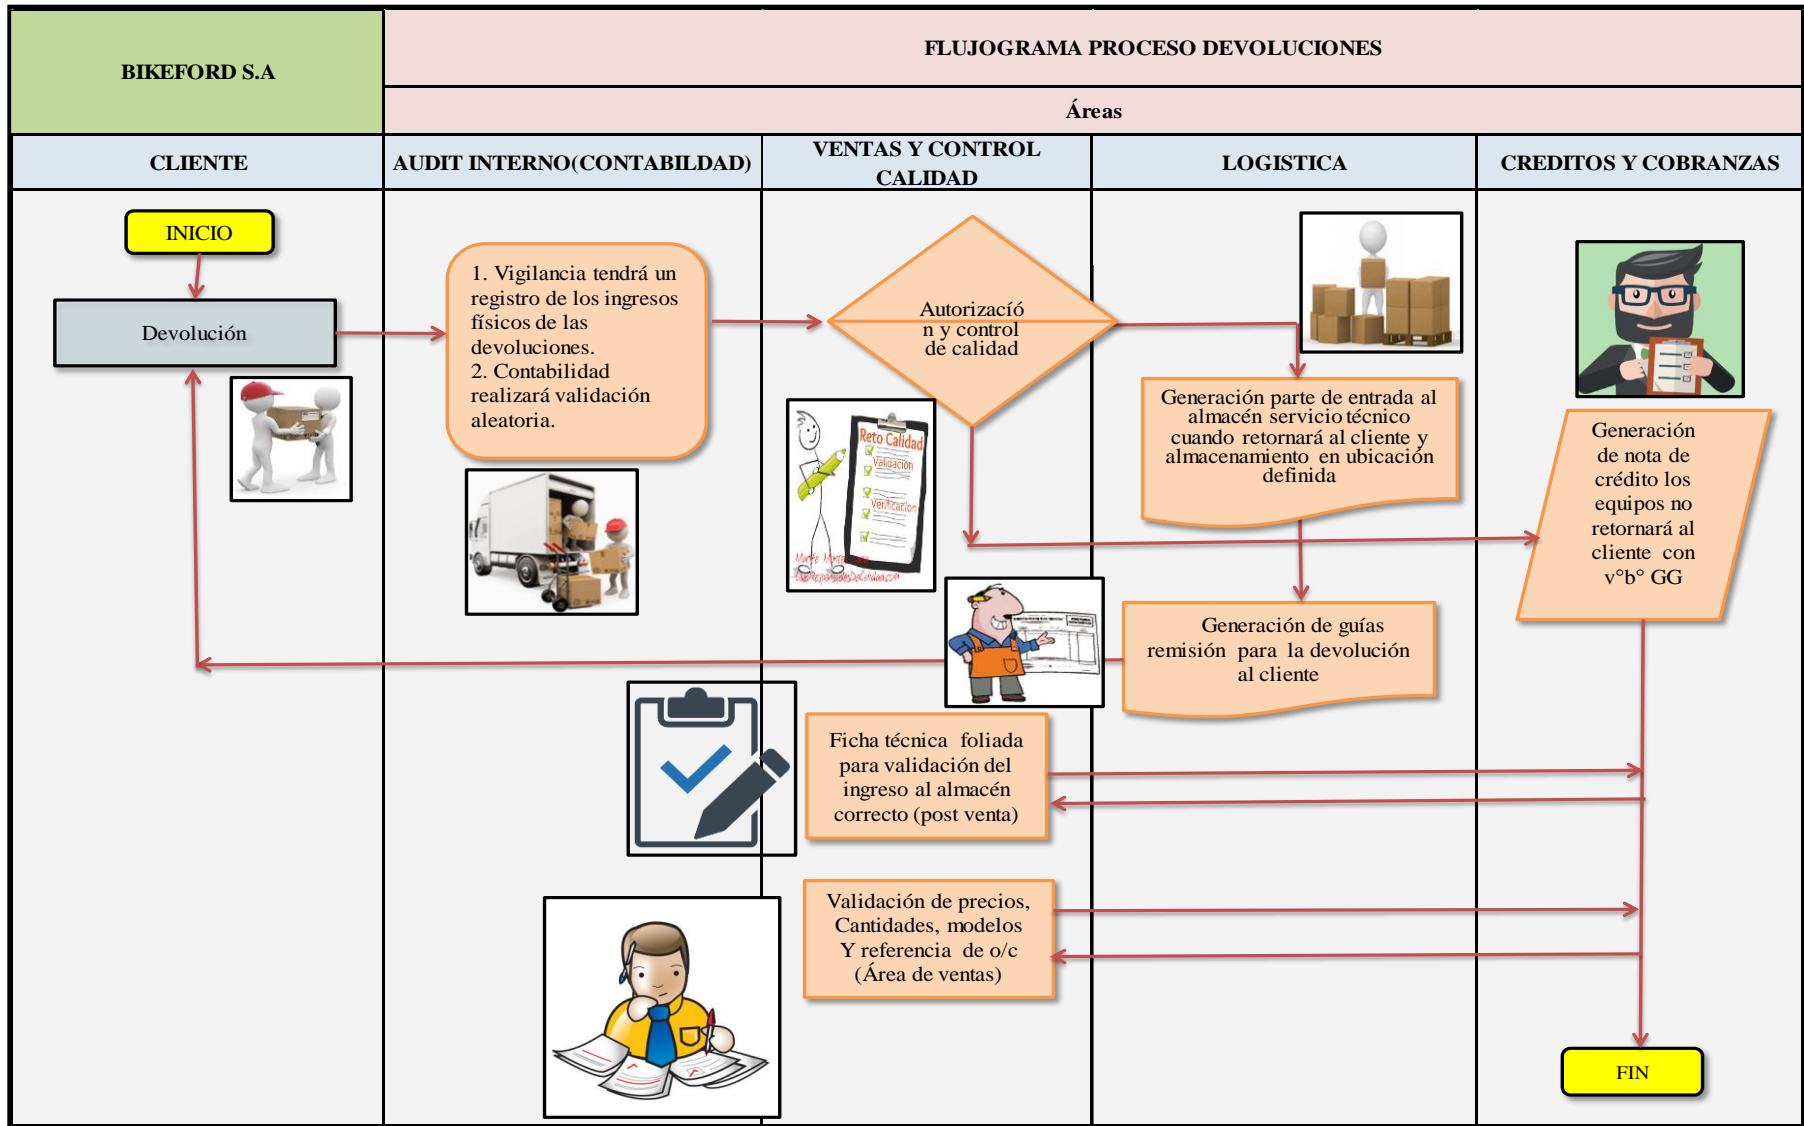 BIKEFORD S.A
FLUJOGRAMA PROCESO DEVOLUCIONES
Áreas
CLIENTE
AUDIT INTERNO(CONTABILDAD)
VENTAS Y CONTROL
CALIDAD
LOGISTICA
CREDITOS Y COBRANZAS
INICIO
Devolución
1. Vigilancia tendrá un
registro de los ingresos
físicos de las
devoluciones.
2. Contabilidad
realizará validación
aleatoria.
Autorizacíó
n y control
de calidad
Reto Calidad
Validación
Verificación
Generación parte de entrada al
almacén servicio técnico
cuando retornará al cliente y
almacenamiento en ubicación
definida
Generación
de nota de
crédito los
equipos no
retornará al
cliente con
v°b° GG
Generación de guías
remisión para la devolución
al cliente
Ficha técnica foliada
para validación del
ingreso al almacén
correcto (post venta)
Validación de precios,
Cantidades, modelos
Y referencia de o/c
(Área de ventas)
FIN